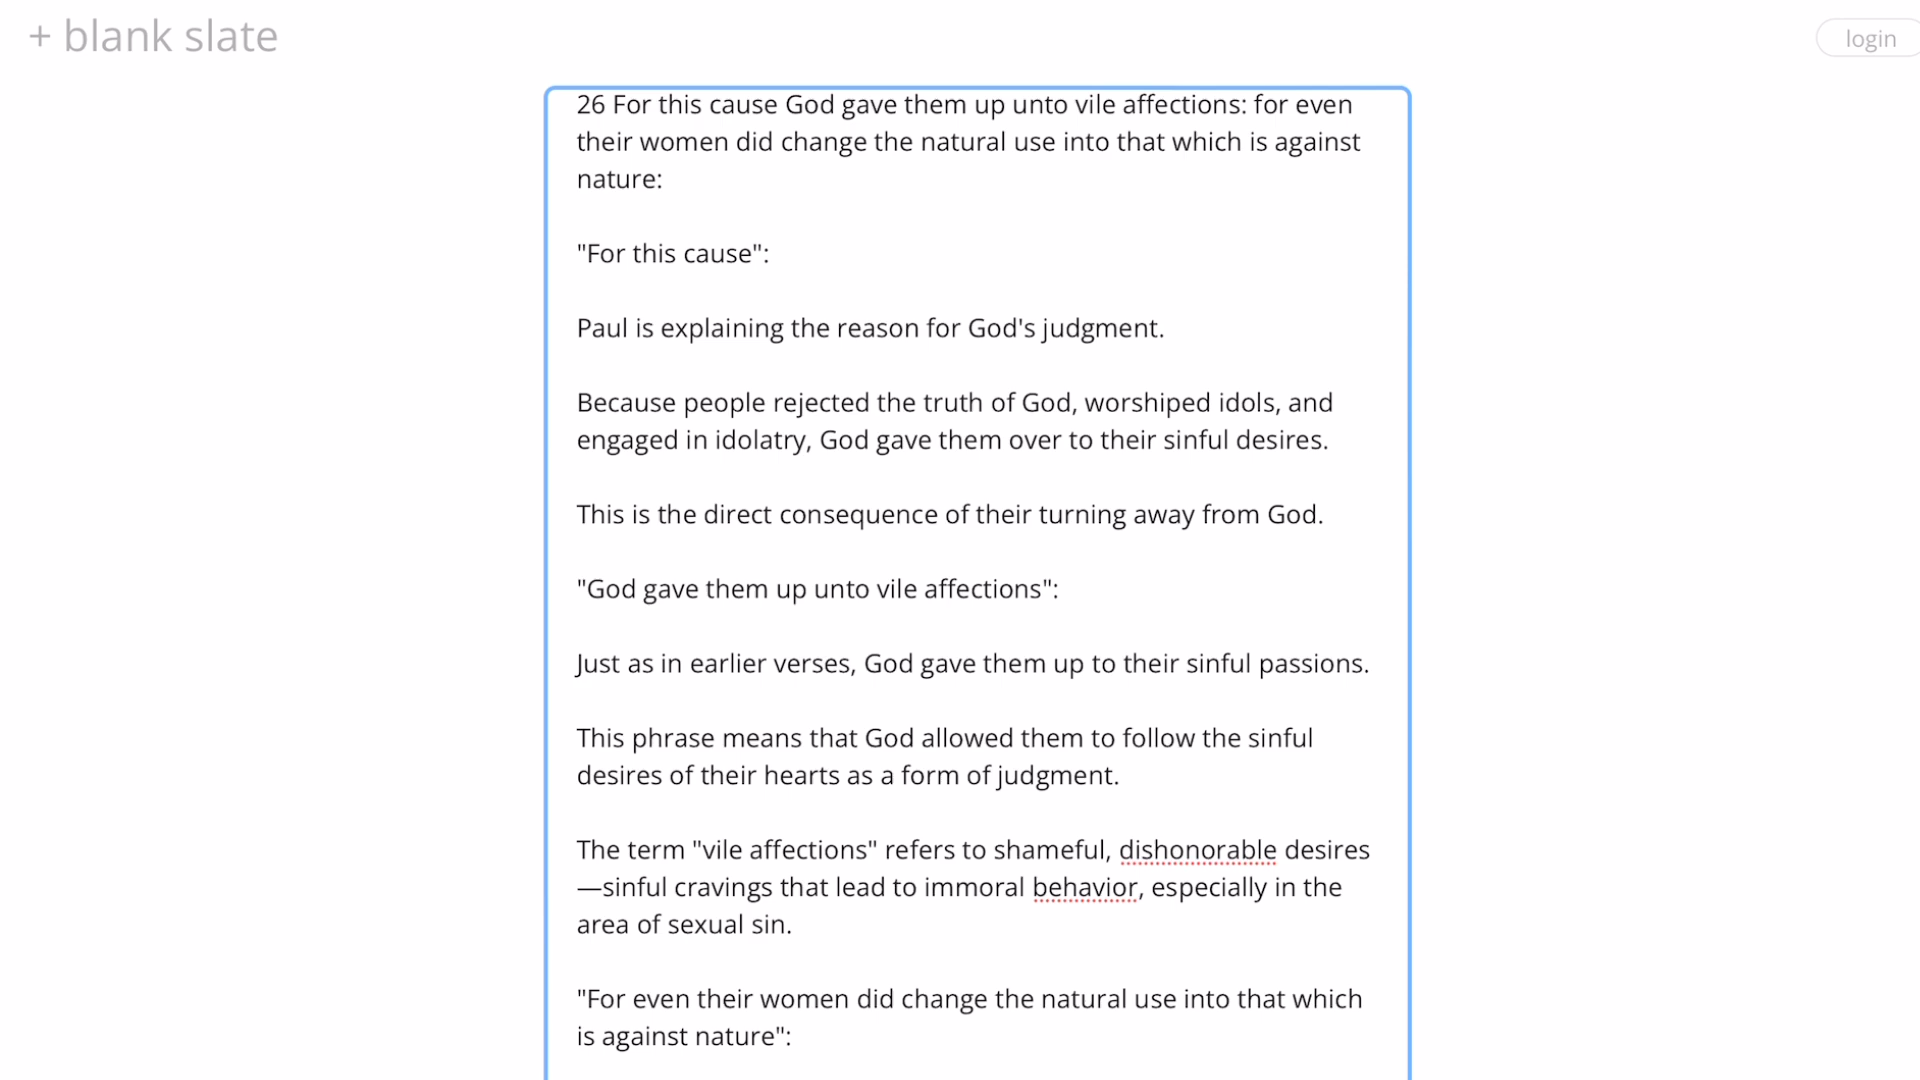 + blank slate
login
26 For this cause God gave them up unto vile affections: for even
their women did change the natural use into that which is against
nature:
"For this cause":
Paul is explaining the reason for God's judgment.
Because people rejected the truth of God, worshiped idols, and
engaged in idolatry, God gave them over to their sinful desires.
This is the direct consequence of their turning away from God.
"God gave them up unto vile affections":
Just as in earlier verses, God gave them up to their sinful passions.
This phrase means that God allowed them to follow the sinful
desires of their hearts as a form of judgment.
The term "vile affections" refers to shameful, dishonorable desires
—sinful cravings that lead to immoral behavior, especially in the
area of sexual sin.
"For even their women did change the natural use into that which
is against nature":